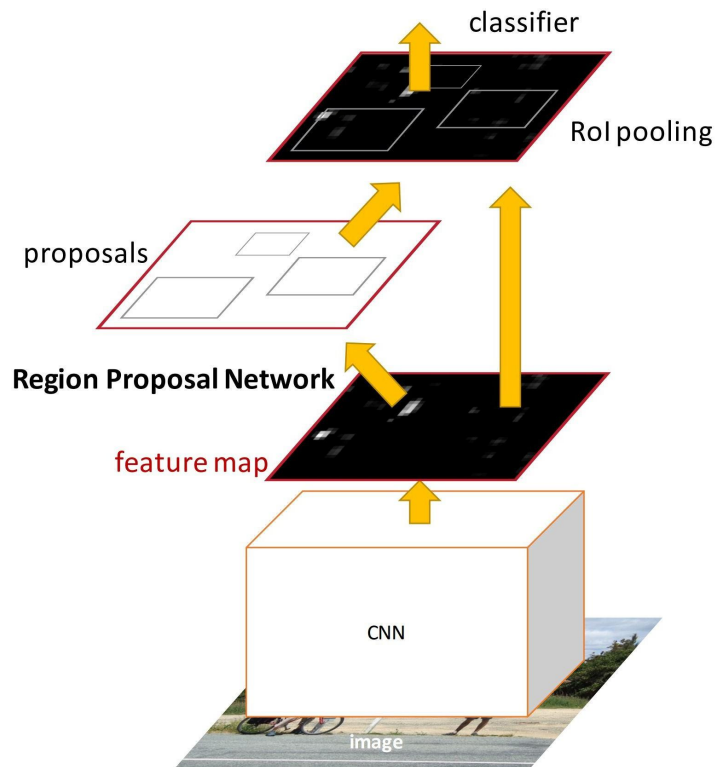 classifier
RoI pooling
proposals
Region Proposal Network
feature map
CNN
image